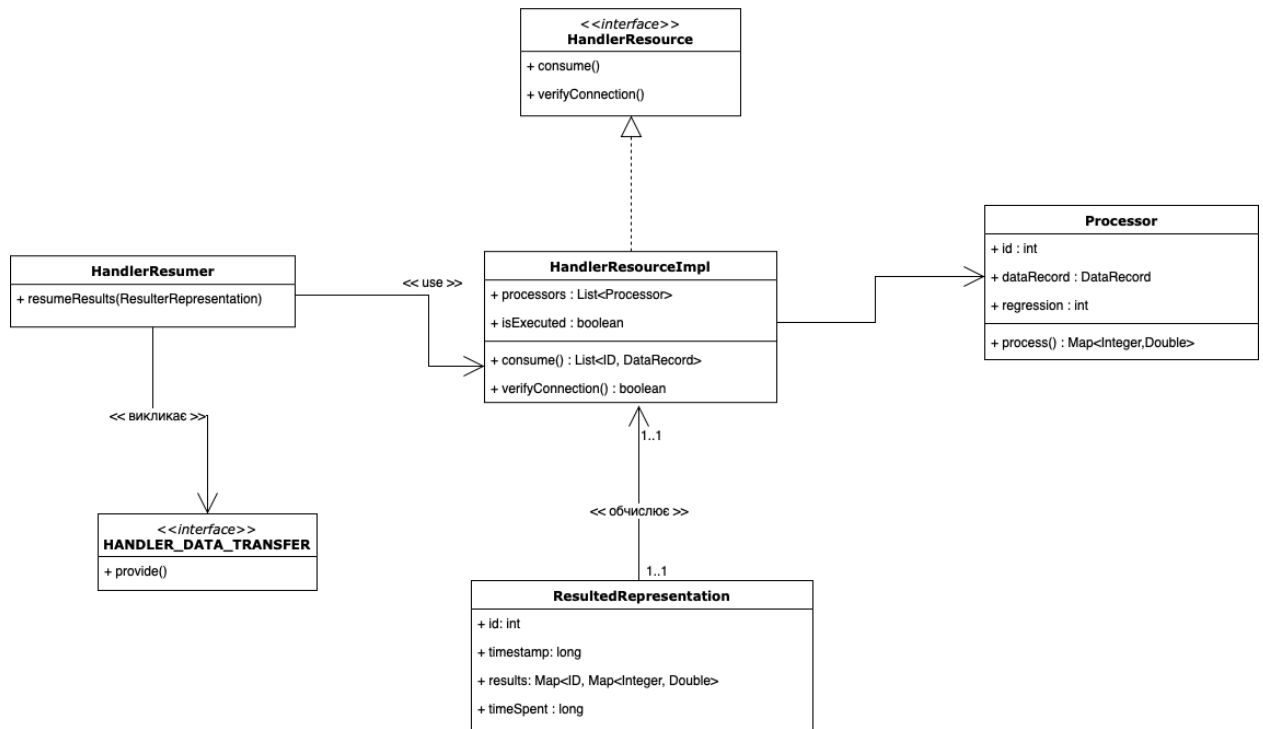 <<interface>>
HandlerResource
+ consume()
+ verifyConnection()
Processor
+ id : int
+ dataRecord : DataRecord
+ regression : int
+ process() : Map<Integer,Double>
HandlerResumer
+ resumeResults(ResulterRepresentation)
<< use >>
HandlerResourceImpl
+ processors : List<Processor>
+ isExecuted : boolean
+ consume() : List<ID, DataRecord>
+ verifyConnection() : boolean
<< викликає >>
1..1
<< обчислює >>
<<interface>>
HANDLER_DATA_TRANSFER
+ provide()
1..1
ResultedRepresentation
+ id: int
+ timestamp: long
+ results: Map<ID, Map<Integer, Double>
+ timeSpent : long